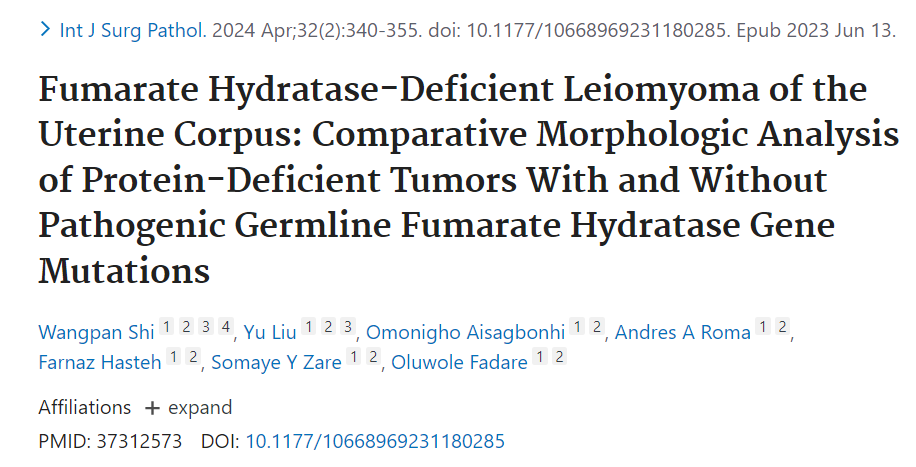 Int J Surg Pathol. 2024 Apr;32(2):340-355. doi: 10.1177/10668969231180285. Epub 2023 Jun 13.
Fumarate Hydratase-Deficient Leiomyoma of the
Uterine Corpus: Comparative Morphologic Analysis
of Protein-Deficient Tumors With and Without
Pathogenic Germline Fumarate Hydratase Gene
Mutations
Wangpan Shi 1 2 3 4, Yu Liu 1 2 3, Omonigho Aisagbonhi 1 2, Andres A Roma 1 2,
Farnaz Hasteh 1 2, Somaye Y Zare 1 2, Oluwole Fadare 1 2
Affiliations + expand
PMID: 37312573 DOI: 10.1177/10668969231180285